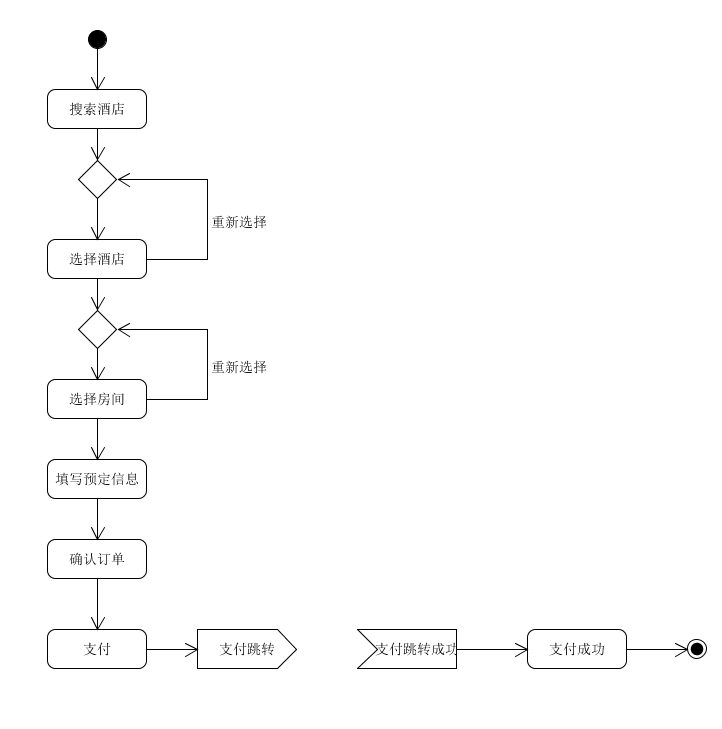 搜索酒店
重新选择
选择酒店
重新选择
选择房间
填写预定信息
确认订单
支付
支付跳转
支付跳转成功
支付成功